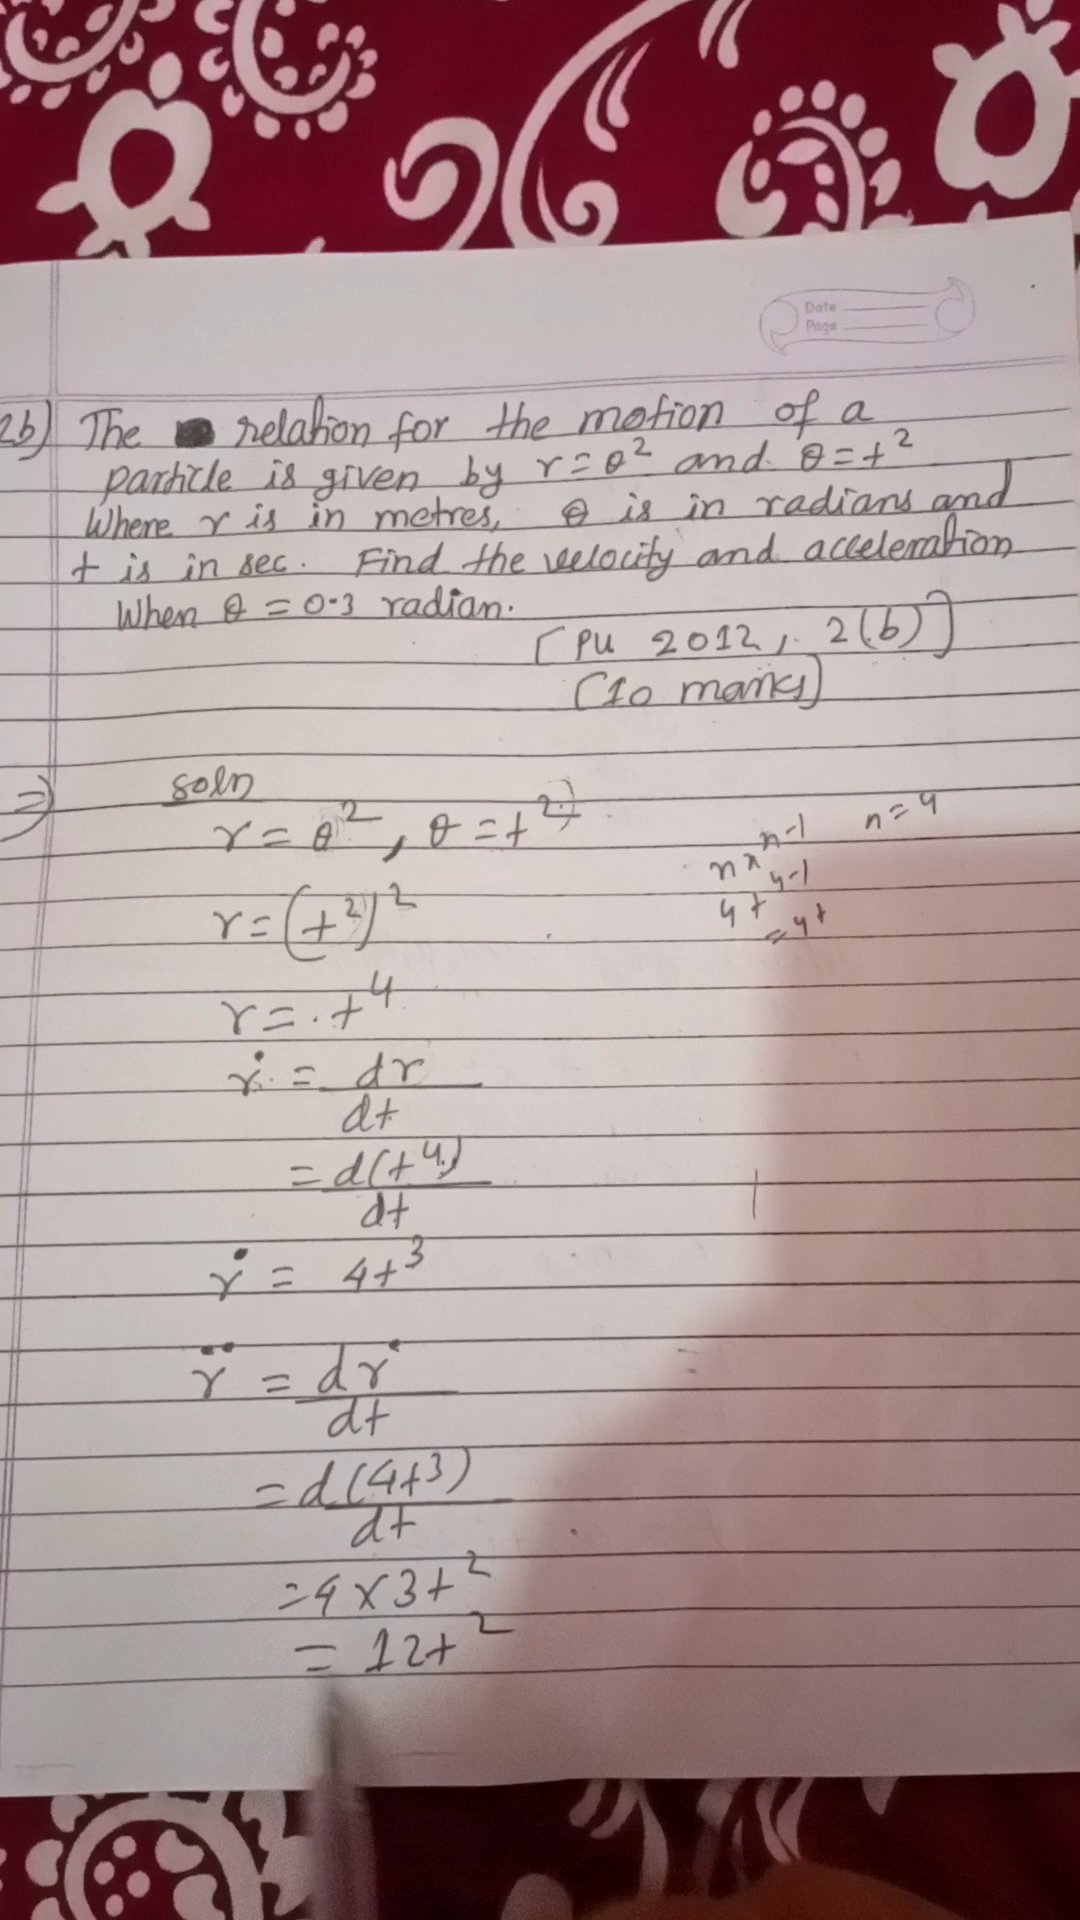 Date
Page
2b) The relation for the motion of a
particle is given by r=θ² and θ=t²
Where r is in metres, θ is in radians and
t is in sec. Find the velocity and acceleration
When θ = 0.3 radian.
[PU 2012, 2(b)]
(10 marks)
=> soln
r = θ², θ = t²
r = (t²)²
r = t⁴
ṙ = dr
dt
= d(t⁴)
dt
ṙ = 4t³
r̈ = dṙ
dt
= d(4t³)
dt
= 4 x 3t²
= 12t²
n x n-1 n=4
4t 4-1